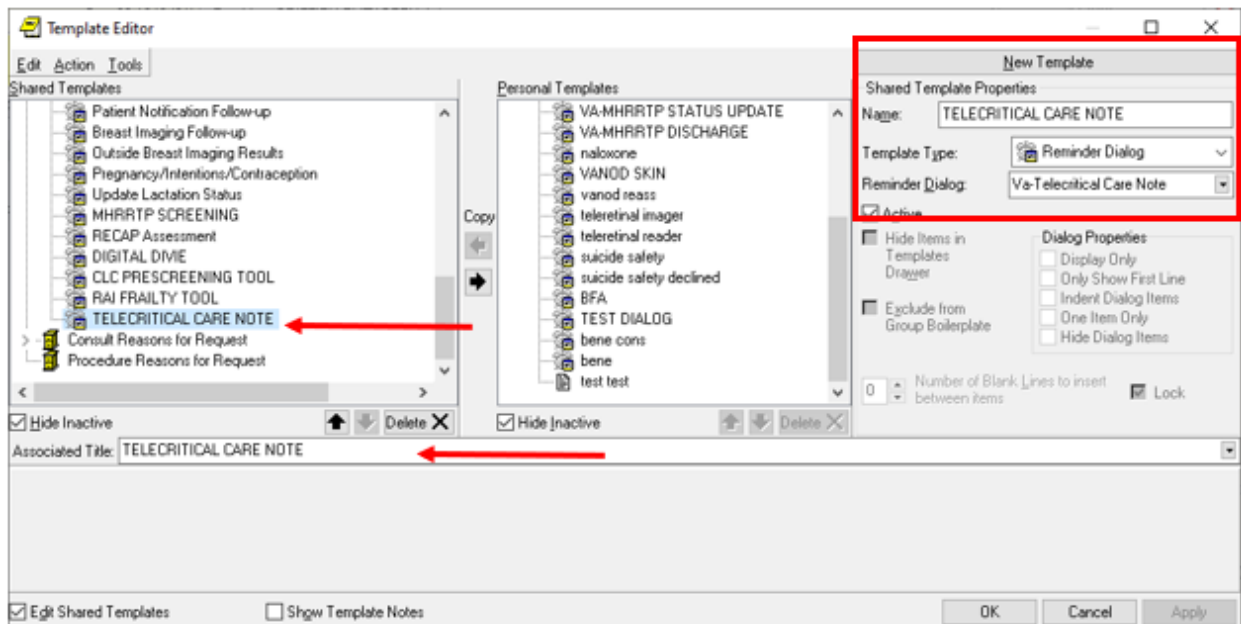 Template Editor
Edit Action Tools
New Template
Shared Templates
Patient Notification Follow-up
Breast Imaging Follow-up
Outside Breast Imaging Results
Pregnancy/Intentions/Contraception
Update Lactation Status
MHRRTP SCREENING
RECAP Assessment
DIGITAL DIVIE
CLC PRESCREENING TOOL
RAI FRAILTY TOOL
TELECRITICAL CARE NOTE
Consult Reasons for Request
Procedure Reasons for Request
Hide Inactive
Delete
Copy
Personal Templates
VA-MHRRTP STATUS UPDATE
VA-MHRRTP DISCHARGE
naloxone
VANOD SKIN
vanod reass
teleretinal imager
teleretinal reader
suicide safety
suicide safety declined
BFA
TEST DIALOG
bene cons
bene
test test
Hide Inactive
Delete
Shared Template Properties
Name: TELECRITICAL CARE NOTE
Template Type: Reminder Dialog
Reminder Dialog: Va-Telecritical Care Note
Active
Hide Items in
Templates
Drawer
Exclude from
Group Boilerplate
Dialog Properties
Display Only
Only Show First Line
Indent Dialog Items
One Item Only
Hide Dialog Items
0 Number of Blank Lines to insert
between items
Lock
Associated Title: TELECRITICAL CARE NOTE
Edit Shared Templates Show Template Notes
OK Cancel Apply